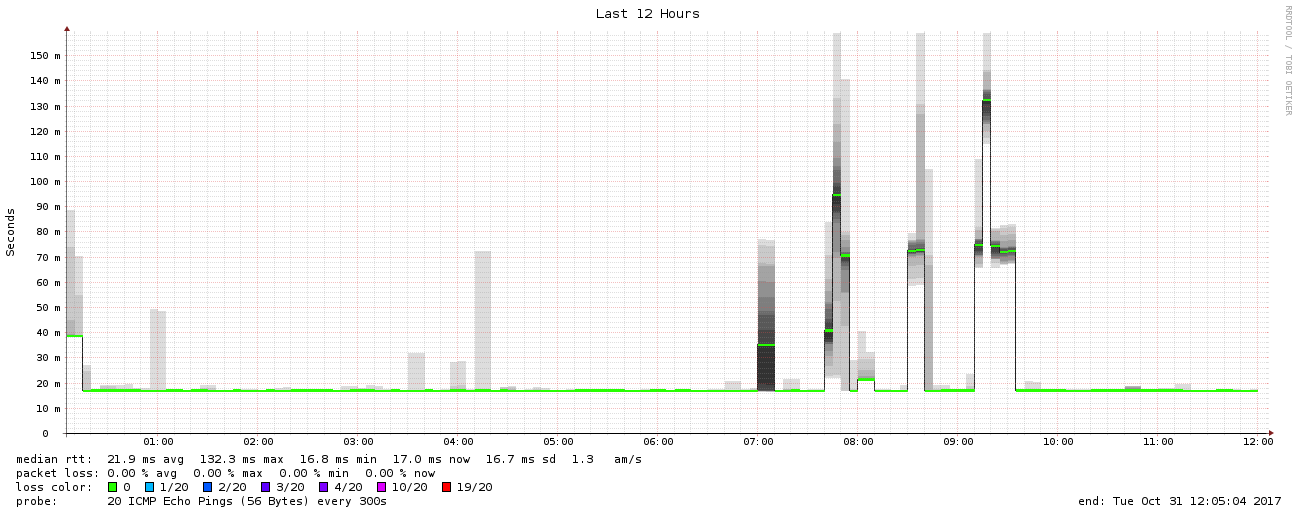 Last 12 Hours
RRDTOOL / TOBI OETIKER
Seconds
150 m
140 m
130 m
120 m
110 m
100 m
90 m
80 m
70 m
60 m
50 m
40 m
30 m
20 m
10 m
0
01:00 02:00 03:00 04:00 05:00 06:00 07:00 08:00 09:00 10:00 11:00 12:00
median rtt: 21.9 ms avg 132.3 ms max 16.8 ms min 17.0 ms now 16.7 ms sd 1.3 am/s
packet loss: 0.00 % avg 0.00 % max 0.00 % min 0.00 % now
loss color: 0 1/20 2/20 3/20 4/20 10/20 19/20
probe: 20 ICMP Echo Pings (56 Bytes) every 300s end: Tue Oct 31 12:05:04 2017